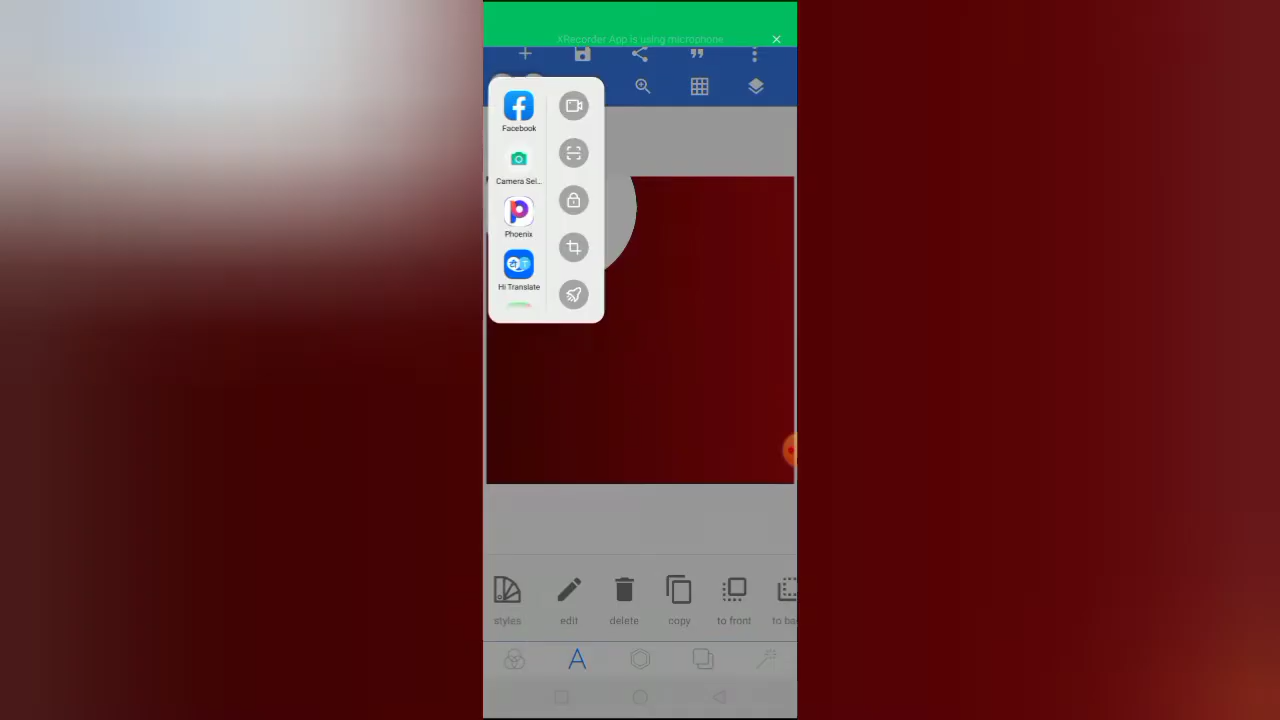 XRecorder App is using microphone
Facebook
Camera Sel...
Phoenix
Hi Translate
styles
edit
delete
copy
to front
to ba